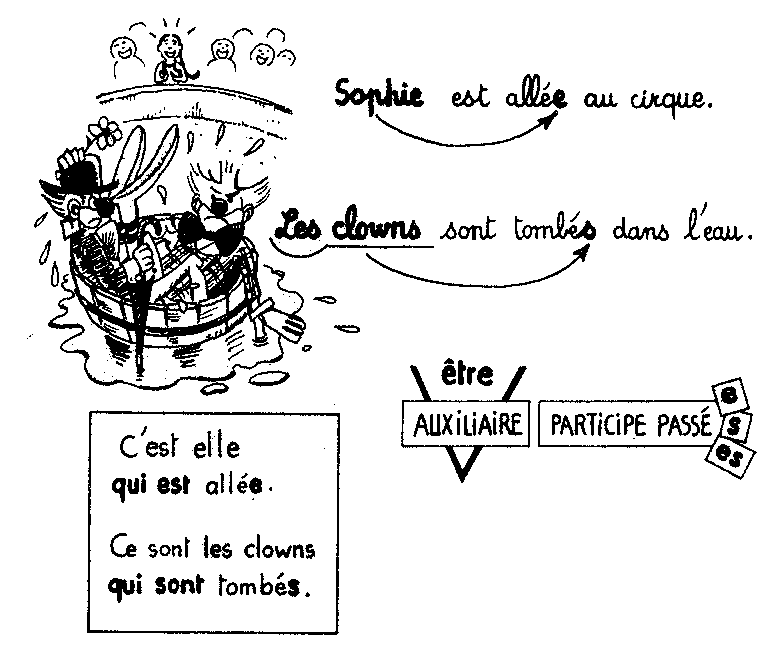 Sophie est allée au cirque.
Les clowns sont tombés dans l'eau.
être
AUXILIAIRE PARTICIPE PASSÉ e
s
es
C'est elle
qui est allée.
Ce sont les clowns
qui sont tombés.